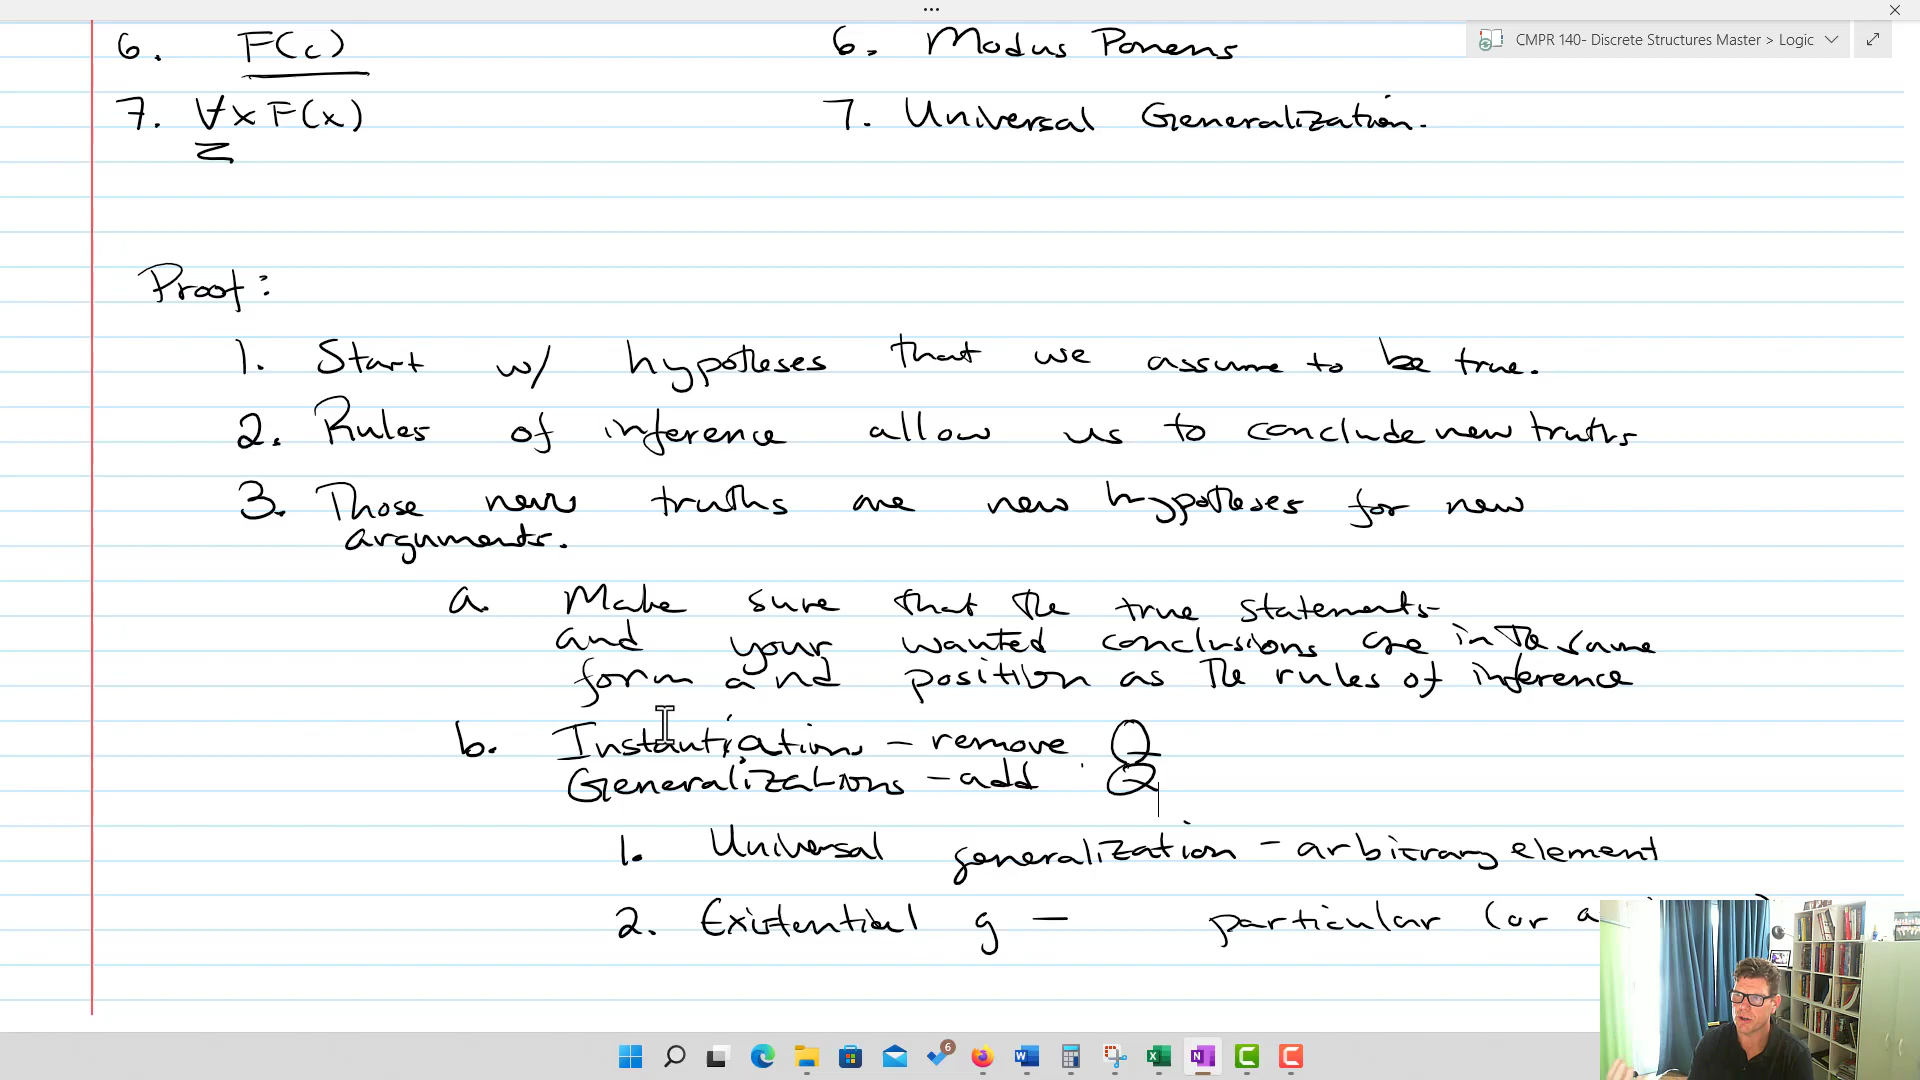 6. F(c) 6. Modus Ponens
CMPR 140- Discrete Structures Master > Logic
7. ∀x F(x) 7. Universal Generalization.
Proof:
1. Start w/ hypotheses that we assume to be true.
2. Rules of inference allow us to conclude new truths
3. Those new truths are new hypotheses for new
arguments.
a. Make sure that the true statements
and your wanted conclusions are in the same
form and position as the rules of inference
b. Instantiations - remove Q
Generalizations - add Q
1. Universal generalization - arbitrary element
2. Existential g - particular (or a
6